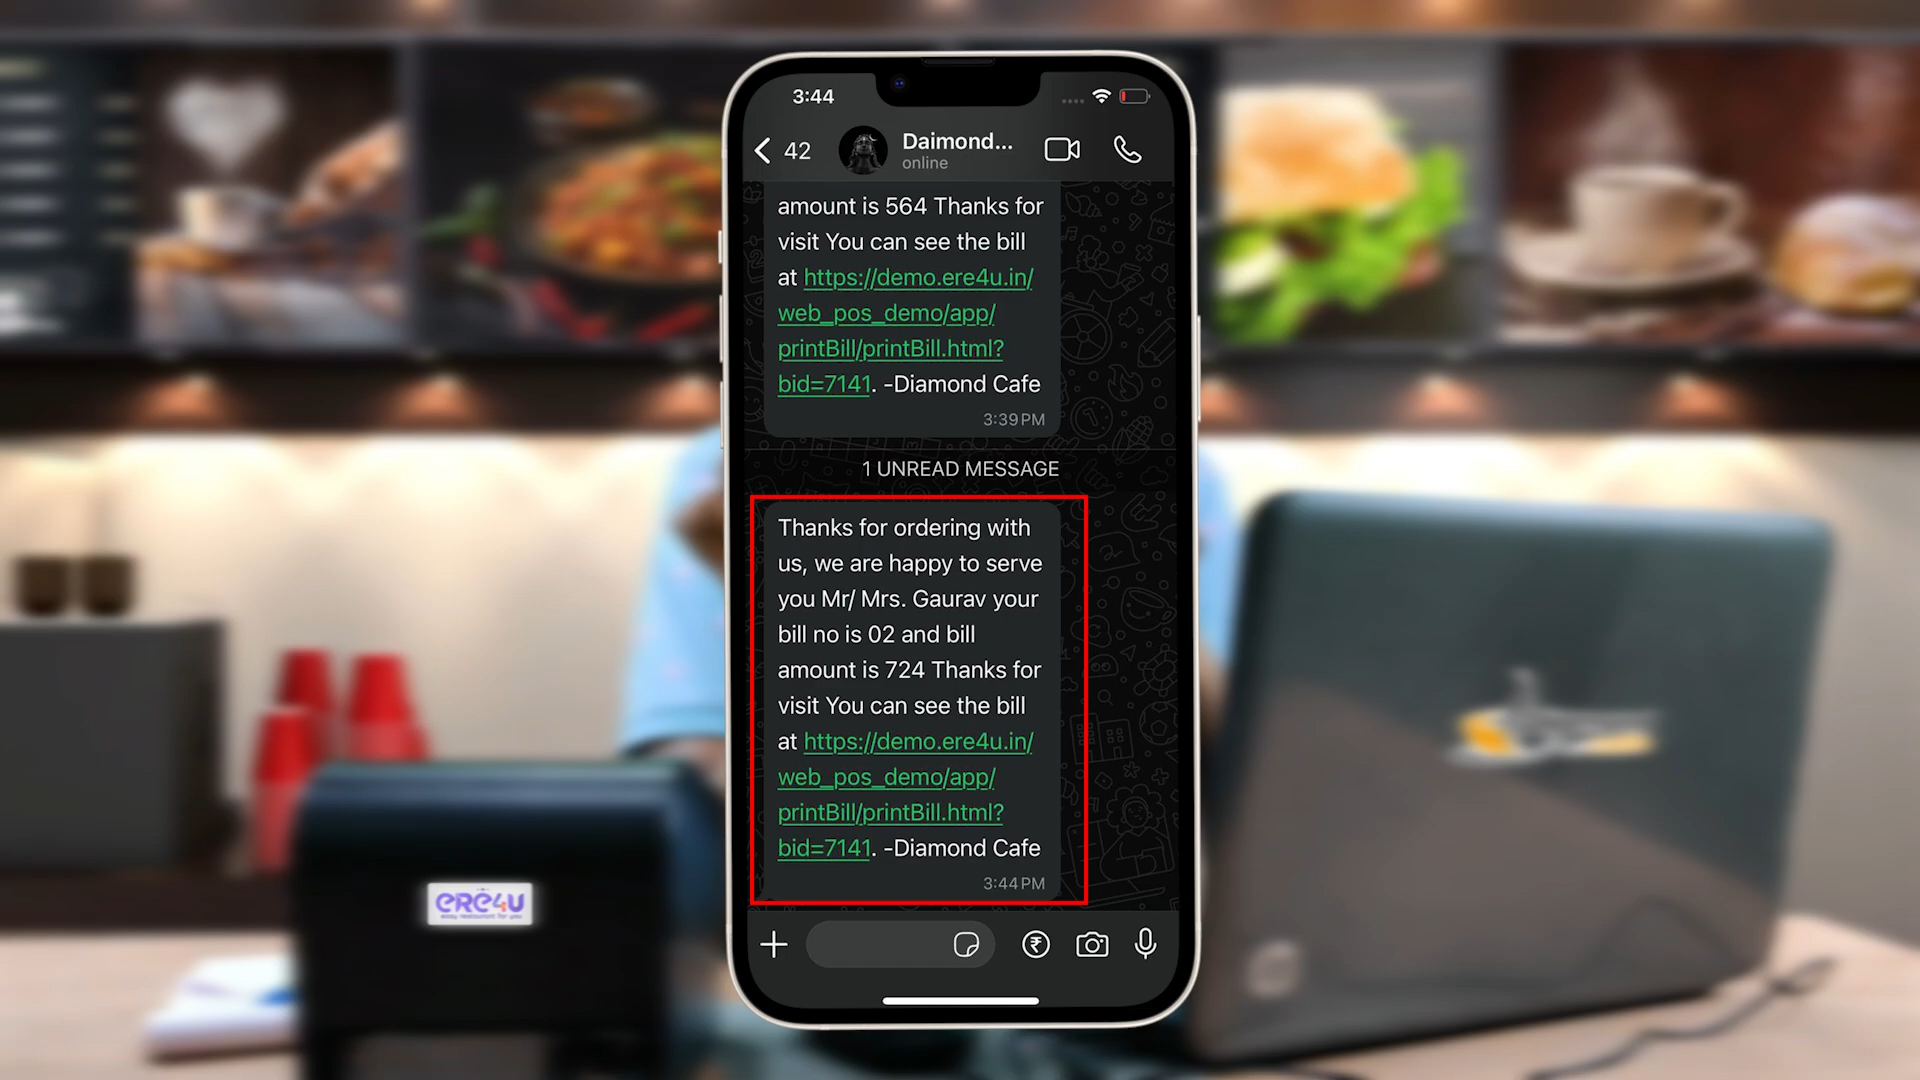 3:44
42
Daimond...
online
amount is 564 Thanks for
visit You can see the bill
at https://demo.ere4u.in/
web_pos_demo/app/
printBill/printBill.html?
bid=7141. -Diamond Cafe
3:39 PM
1 UNREAD MESSAGE
Thanks for ordering with
us, we are happy to serve
you Mr/ Mrs. Gaurav your
bill no is 02 and bill
amount is 724 Thanks for
visit You can see the bill
at https://demo.ere4u.in/
web_pos_demo/app/
printBill/printBill.html?
bid=7141. -Diamond Cafe
3:44 PM
ere4u
easy restaurant for you